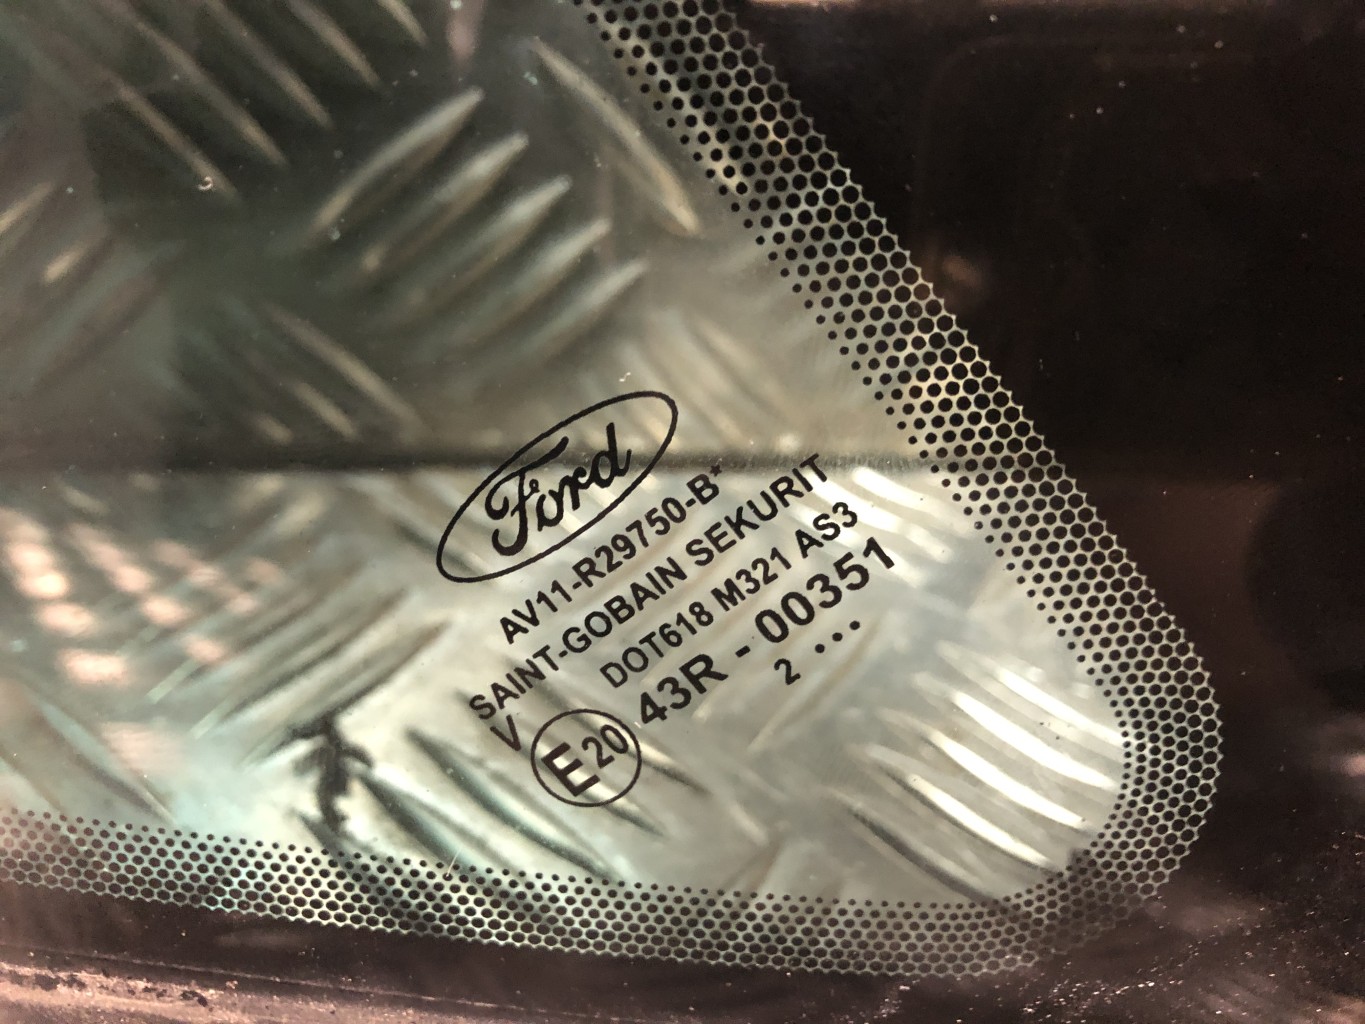 Ford
AV11-R29750-B*
SAINT-GOBAIN SEKURIT
DOT618 M321 AS3
V E20 43R - 00351
2 ...